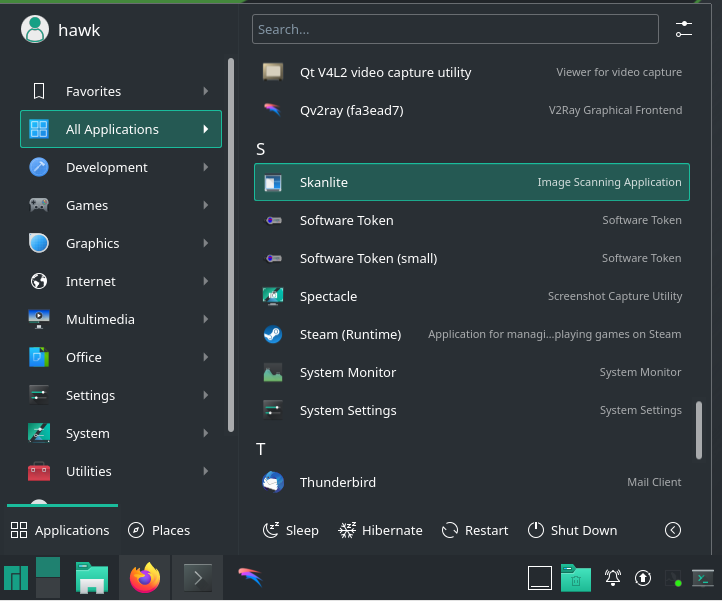 hawk
Search...
Favorites
All Applications
Development
Games
Graphics
Internet
Multimedia
Office
Settings
System
Utilities
Qt V4L2 video capture utility Viewer for video capture
Qv2ray (fa3ead7) V2Ray Graphical Frontend
S
Skanlite Image Scanning Application
Software Token Software Token
Software Token (small) Software Token
Spectacle Screenshot Capture Utility
Steam (Runtime) Application for managi...playing games on Steam
System Monitor System Monitor
System Settings System Settings
T
Thunderbird Mail Client
Applications Places Sleep Hibernate Restart Shut Down